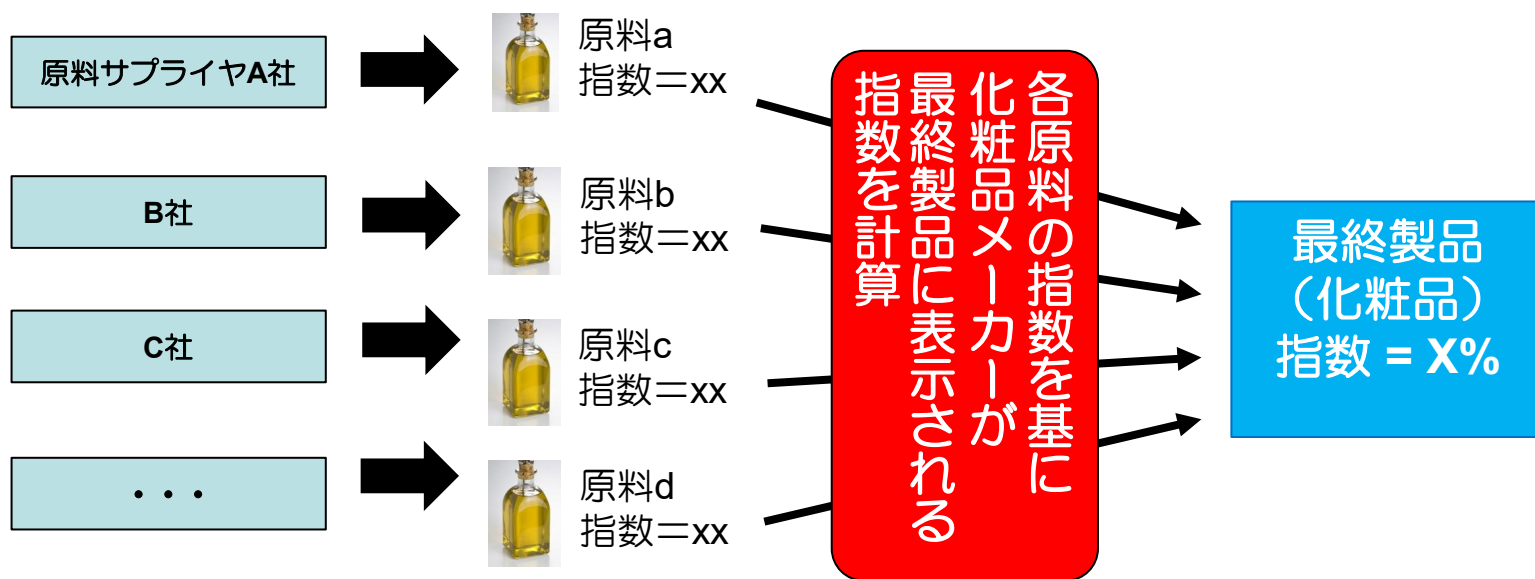 原料サプライヤA社
原料a
指数＝xx
B社
原料b
指数＝xx
C社
原料c
指数＝xx
・・・
原料d
指数＝xx
各原料の指数を基に
化粧品メーカーが
最終製品に表示される
指数を計算
最終製品
（化粧品）
指数 = X%